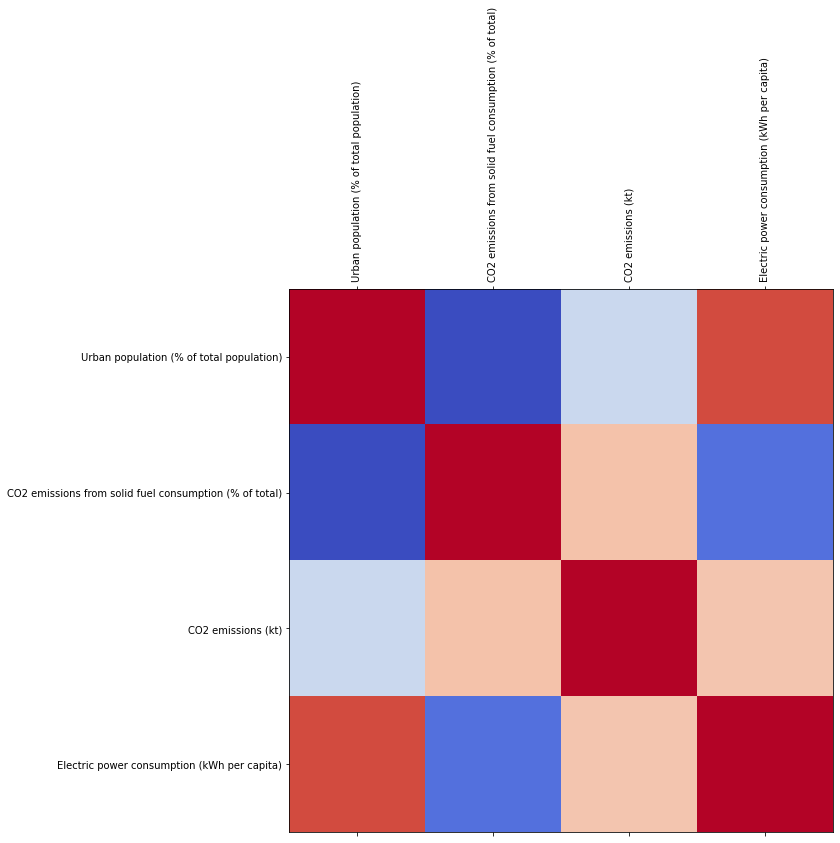 Urban population (% of total population)
CO2 emissions from solid fuel consumption (% of total)
CO2 emissions (kt)
Electric power consumption (kWh per capita)
Urban population (% of total population)
CO2 emissions from solid fuel consumption (% of total)
CO2 emissions (kt)
Electric power consumption (kWh per capita)